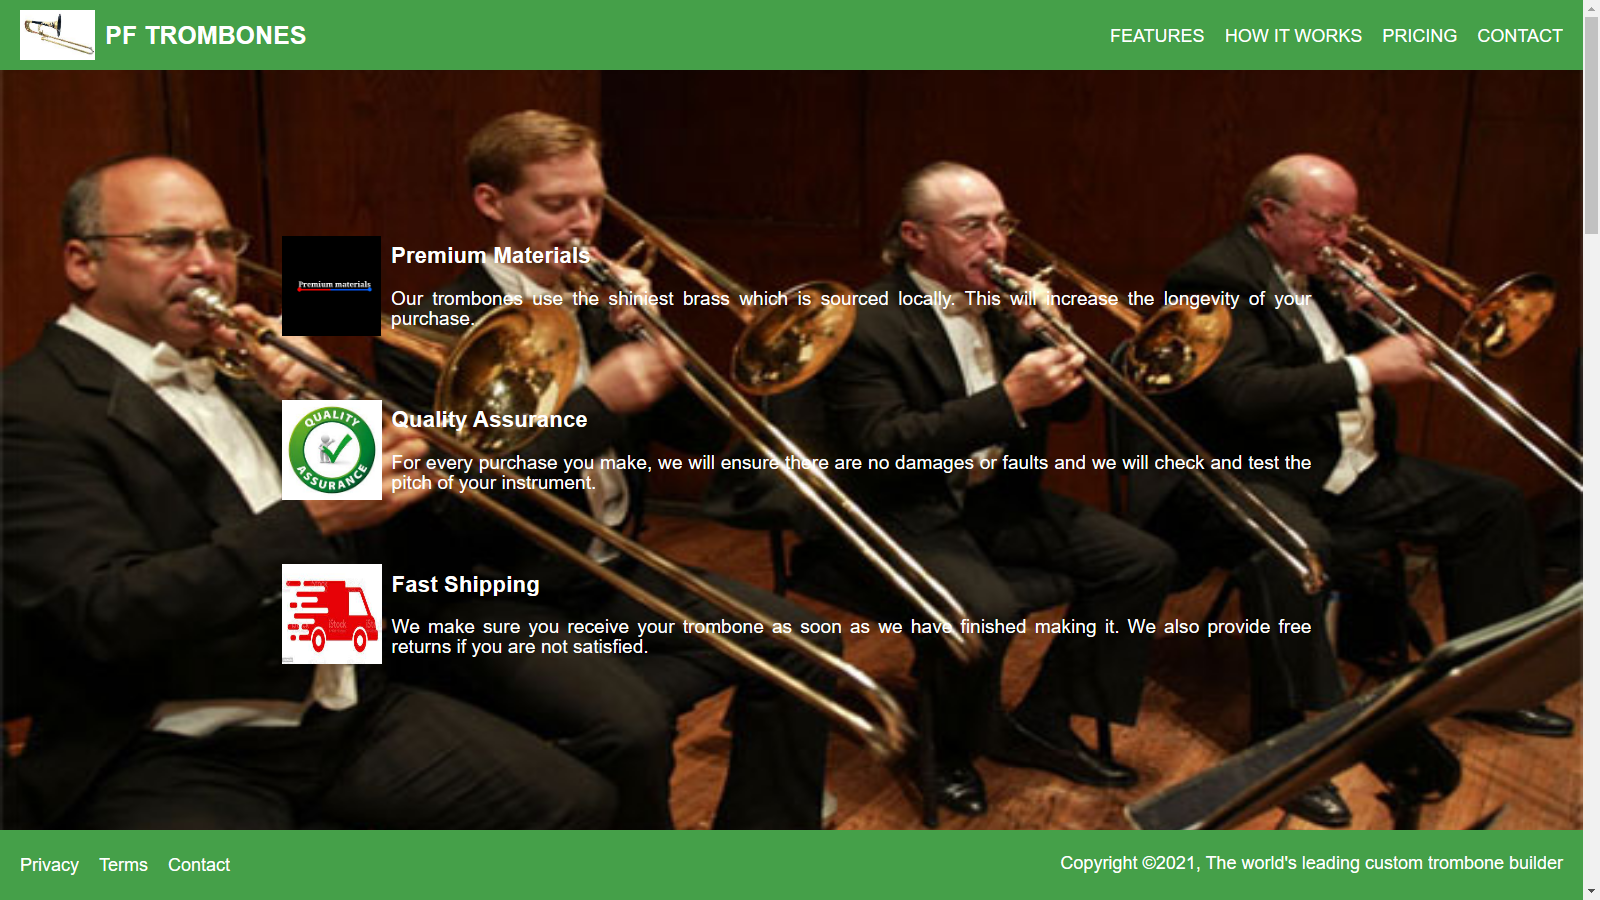 PF TROMBONES
FEATURES HOW IT WORKS PRICING CONTACT
Premium materials
Premium Materials
Our trombones use the shiniest brass which is sourced locally. This will increase the longevity of your
purchase.
QUALITY
ASSURANCE
Quality Assurance
For every purchase you make, we will ensure there are no damages or faults and we will check and test the
pitch of your instrument.
iStock
Fast Shipping
We make sure you receive your trombone as soon as we have finished making it. We also provide free
returns if you are not satisfied.
Privacy Terms Contact
Copyright ©2021, The world's leading custom trombone builder